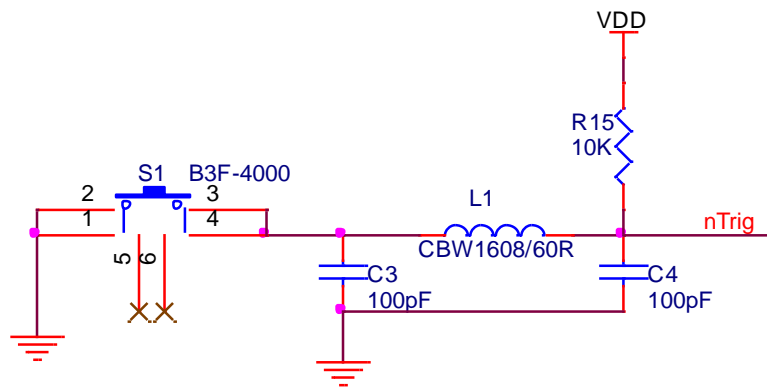 VDD
R15
10K
S1 B3F-4000
2 3
1 4
L1
nTrig
CBW1608/60R
5
6
C3
100pF
C4
100pF